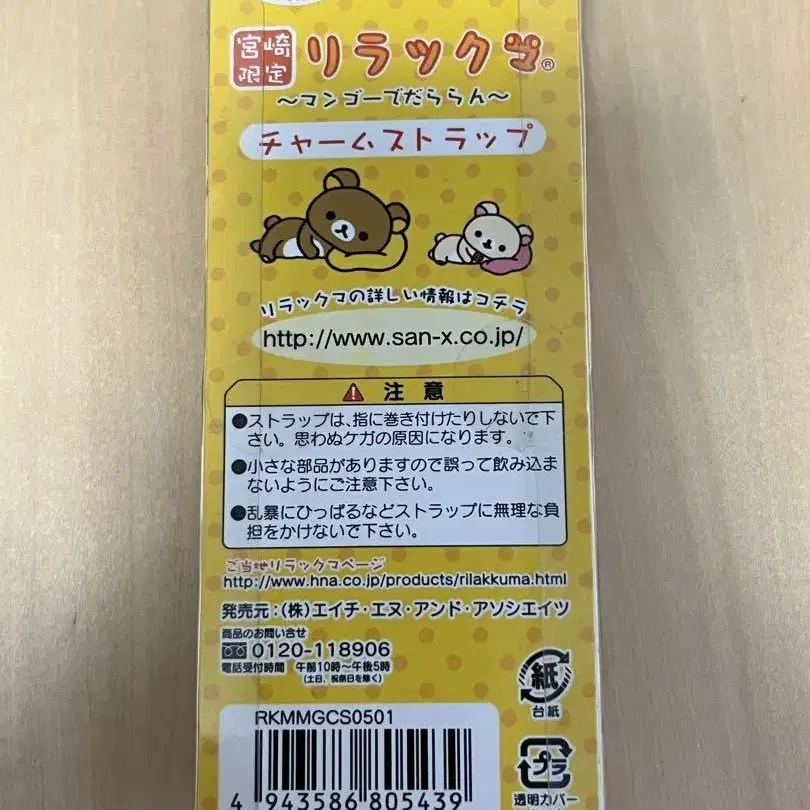 宮崎限定 リラックマ®
～マンゴーでだららん～
チャームストラップ
リラックマの詳しい情報はコチラ
http://www.san-x.co.jp/
注意
●ストラップは、指に巻き付けたりしないで下
さい。思わぬケガの原因になります。
●小さな部品がありますので誤って飲み込ま
ないようにご注意下さい。
●乱暴にひっぱるなどストラップに無理な負
担をかけないで下さい。
ご当地リラックマページ
http://www.hna.co.jp/products/rilakkuma.html
発売元：（株）エイチ・エヌ・アンド・アソシエイツ
商品のお問い合せ
0120-118906
電話受付時間 午前10時～午後5時
（土日、祝祭日を除く）
紙
台紙
RKMMGCS0501
4 943586 805439
プラ
透明カバー